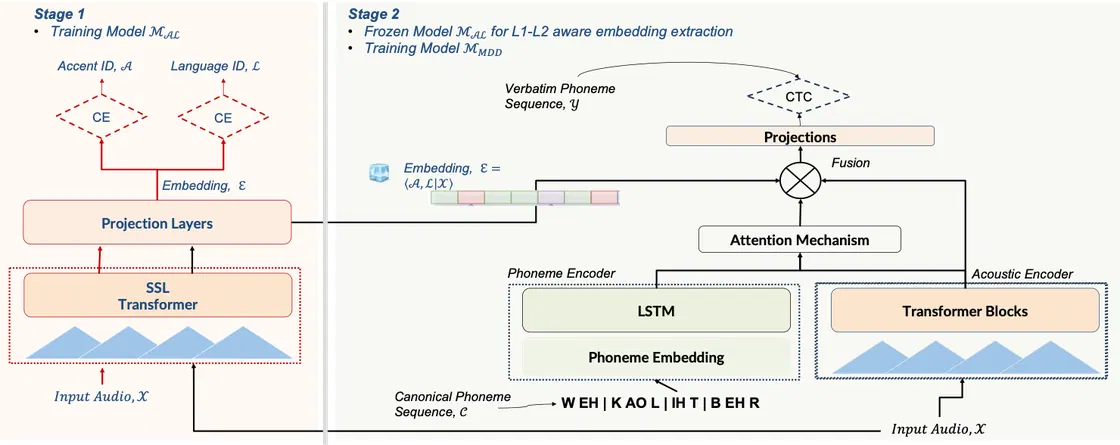 Stage 1
• Training Model ℳ𝒜ℒ
Accent ID, 𝒜
Language ID, ℒ
CE
CE
Embedding, ℰ
Projection Layers
SSL
Transformer
Input Audio, 𝒳
Stage 2
• Frozen Model ℳ𝒜ℒ for L1-L2 aware embedding extraction
• Training Model ℳMDD
Verbatim Phoneme
Sequence, 𝒴
CTC
Projections
Embedding, ℰ =
⟨𝒜, ℒ|𝒳⟩
Fusion
Attention Mechanism
Phoneme Encoder
Acoustic Encoder
LSTM
Transformer Blocks
Phoneme Embedding
Canonical Phoneme
Sequence, 𝒞
W EH | K AO L | IH T | B EH R
Input Audio, 𝒳